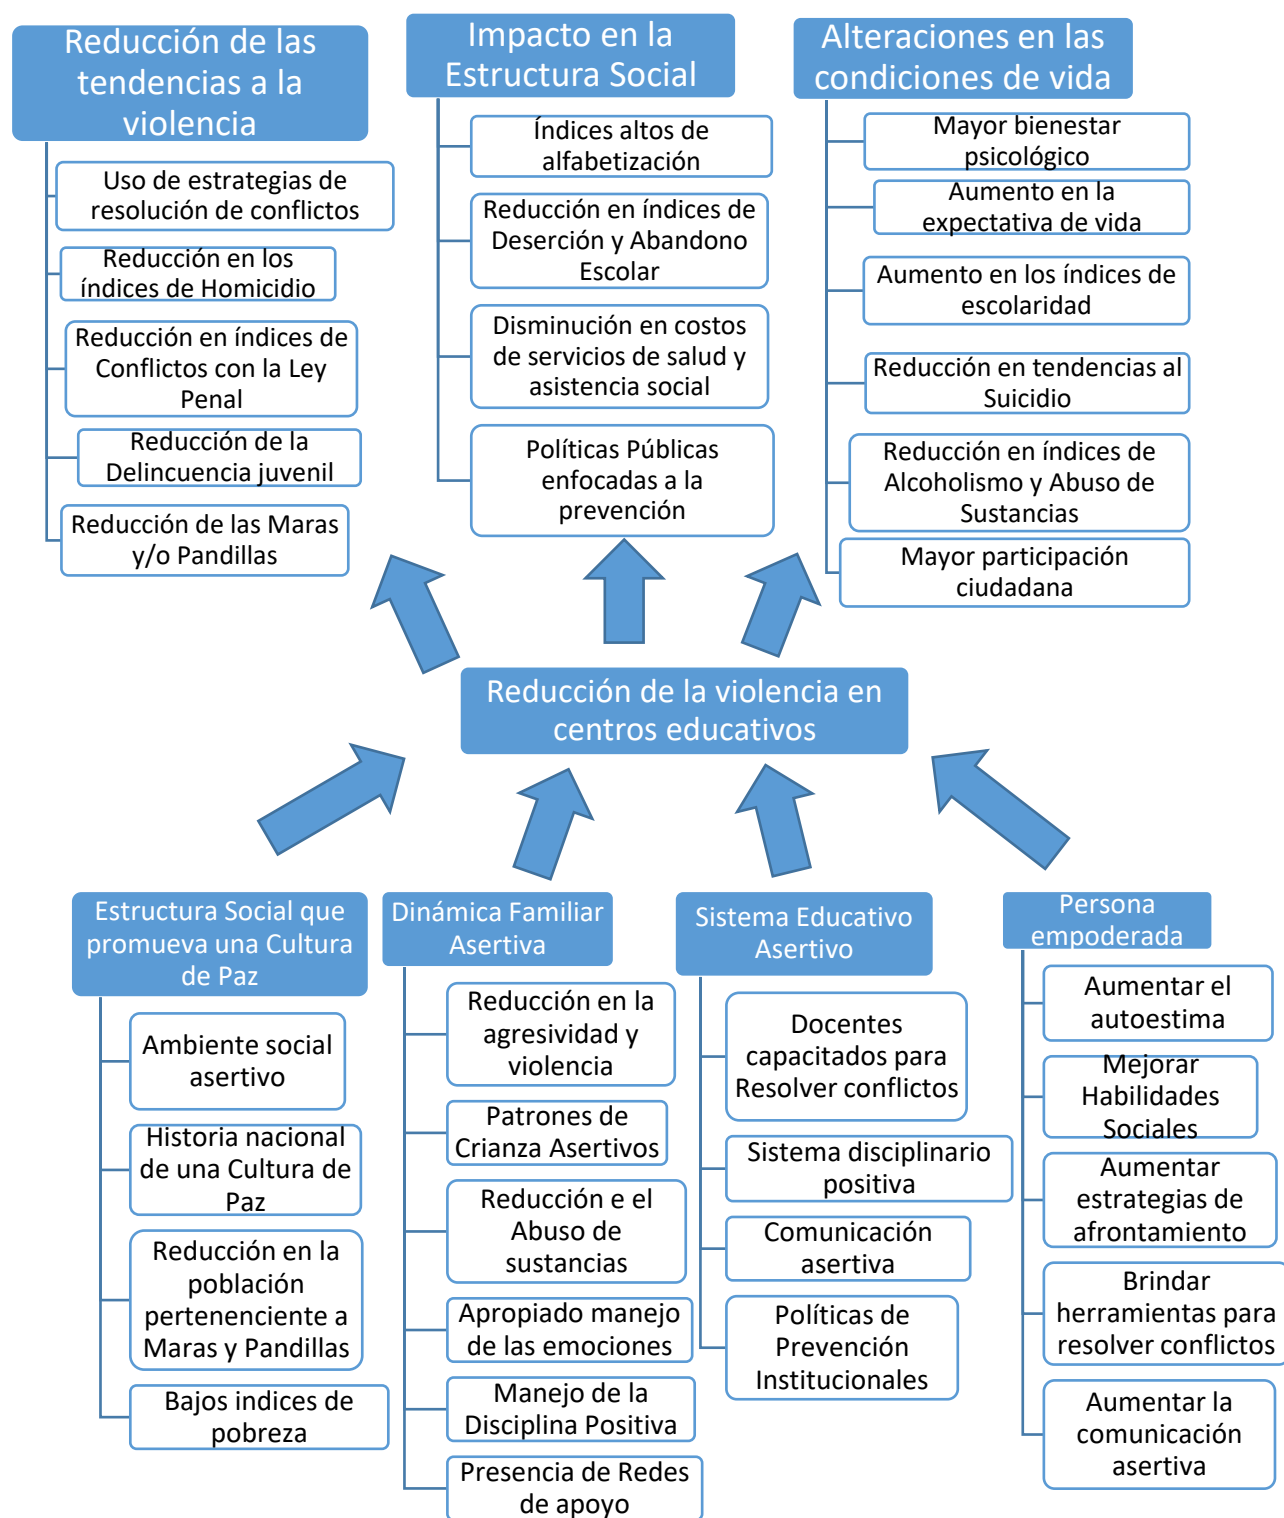 Reducción de las
tendencias a la
violencia
Uso de estrategias de
resolución de conflictos
Reducción en los
índices de Homicidio
Reducción en índices de
Conflictos con la Ley
Penal
Reducción de la
Delincuencia juvenil
Reducción de las Maras
y/o Pandillas
Impacto en la
Estructura Social
Índices altos de
alfabetización
Reducción en índices de
Deserción y Abandono
Escolar
Disminución en costos
de servicios de salud y
asistencia social
Políticas Públicas
enfocadas a la
prevención
Alteraciones en las
condiciones de vida
Mayor bienestar
psicológico
Aumento en la
expectativa de vida
Aumento en los índices de
escolaridad
Reducción en tendencias al
Suicidio
Reducción en índices de
Alcoholismo y Abuso de
Sustancias
Mayor participación
ciudadana
Reducción de la violencia en
centros educativos
Estructura Social que
promueva una Cultura
de Paz
Ambiente social
asertivo
Historia nacional
de una Cultura de
Paz
Reducción en la
población
pertenenciente a
Maras y Pandillas
Bajos indices de
pobreza
Dinámica Familiar
Asertiva
Reducción en la
agresividad y
violencia
Patrones de
Crianza Asertivos
Reducción e el
Abuso de
sustancias
Apropiado manejo
de las emociones
Manejo de la
Disciplina Positiva
Presencia de Redes
de apoyo
Sistema Educativo
Asertivo
Docentes
capacitados para
Resolver conflictos
Sistema disciplinario
positiva
Comunicación
asertiva
Políticas de
Prevención
Institucionales
Persona
empoderada
Aumentar el
autoestima
Mejorar
Habilidades
Sociales
Aumentar
estrategias de
afrontamiento
Brindar
herramientas para
resolver conflictos
Aumentar la
comunicación
asertiva